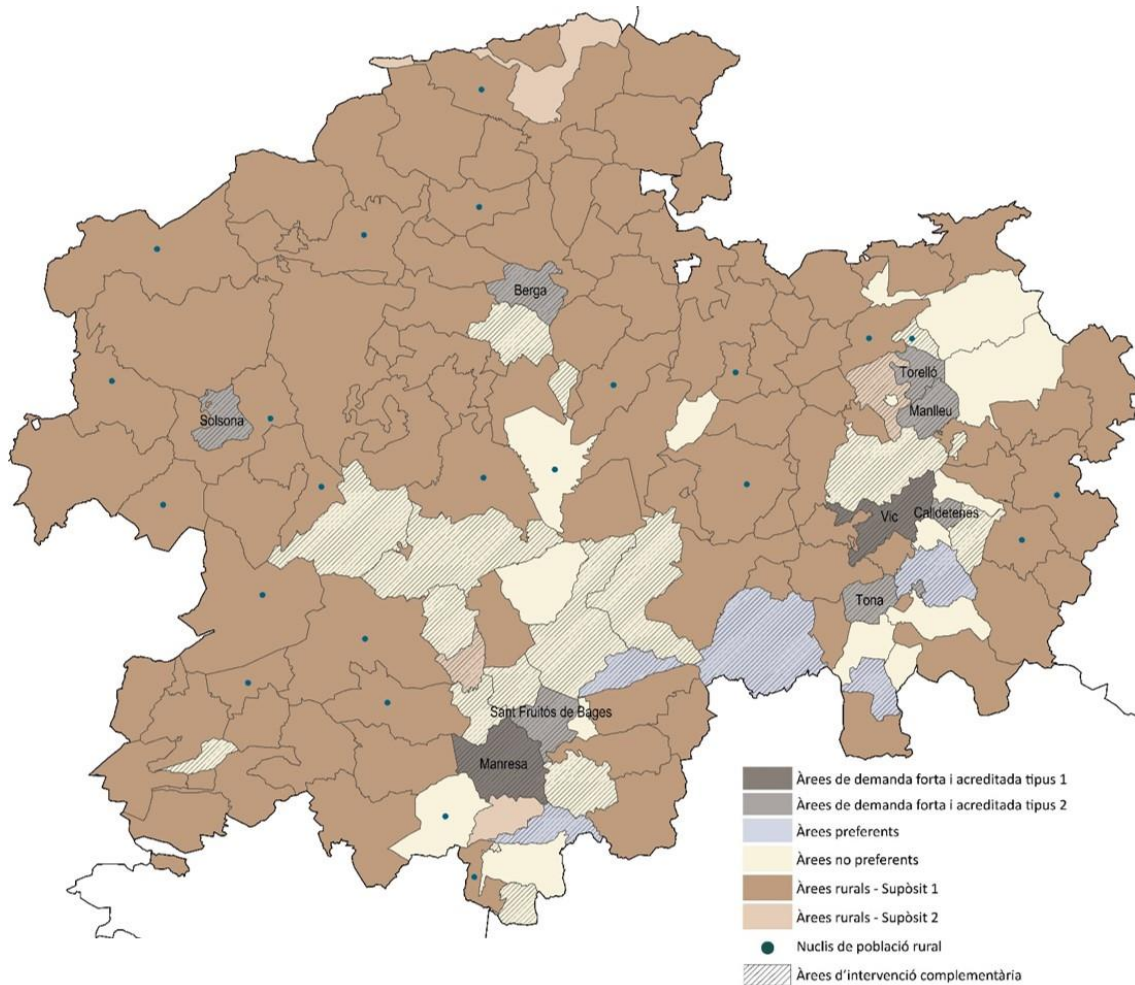 Berga
Torelló
Manlleu
Solsona
Vic
Calldetenes
Tona
Sant Fruitós de Bages
Manresa
Àrees de demanda forta i acreditada tipus 1
Àrees de demanda forta i acreditada tipus 2
Àrees preferents
Àrees no preferents
Àrees rurals - Supòsit 1
Àrees rurals - Supòsit 2
Nuclis de població rural
Àrees d'intervenció complementària